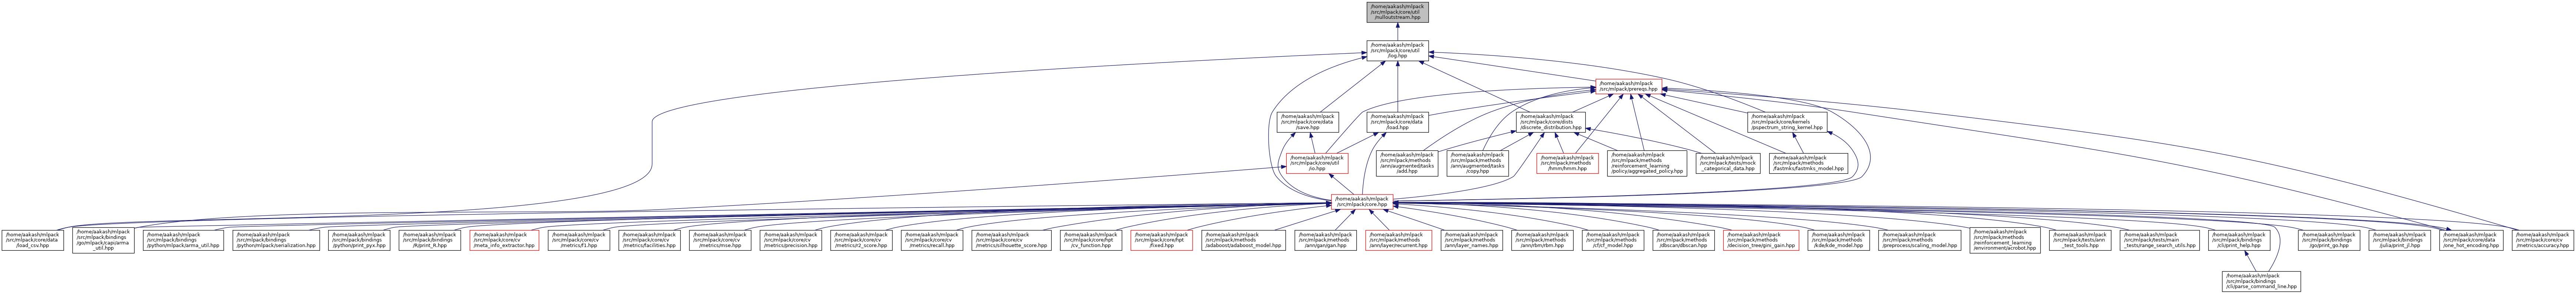 /home/aakash/mlpack
/src/mlpack/core/util
/nulloutstream.hpp
/home/aakash/mlpack
/src/mlpack/core/util
/log.hpp
/home/aakash/mlpack
/src/mlpack/prereqs.hpp
/home/aakash/mlpack
/src/mlpack/core/data
/save.hpp
/home/aakash/mlpack
/src/mlpack/core/data
/load.hpp
/home/aakash/mlpack
/src/mlpack/core/dists
/discrete_distribution.hpp
/home/aakash/mlpack
/src/mlpack/core/kernels
/pspectrum_string_kernel.hpp
/home/aakash/mlpack
/src/mlpack/core/util
/io.hpp
/home/aakash/mlpack
/src/mlpack/methods
/ann/augmented/tasks
/add.hpp
/home/aakash/mlpack
/src/mlpack/methods
/ann/augmented/tasks
/copy.hpp
/home/aakash/mlpack
/src/mlpack/methods
/hmm/hmm.hpp
/home/aakash/mlpack
/src/mlpack/methods
/reinforcement_learning
/policy/aggregated_policy.hpp
/home/aakash/mlpack
/src/mlpack/tests/mock
_categorical_data.hpp
/home/aakash/mlpack
/src/mlpack/methods
/fastmks/fastmks_model.hpp
/home/aakash/mlpack
/src/mlpack/core.hpp
/home/aakash/mlpack
/src/mlpack/core/data
/load_csv.hpp
/home/aakash/mlpack
/src/mlpack/bindings
/go/mlpack/capi/arma
_util.hpp
/home/aakash/mlpack
/src/mlpack/bindings
/python/mlpack/arma_util.hpp
/home/aakash/mlpack
/src/mlpack/bindings
/python/mlpack/serialization.hpp
/home/aakash/mlpack
/src/mlpack/bindings
/python/print_pyx.hpp
/home/aakash/mlpack
/src/mlpack/bindings
/R/print_R.hpp
/home/aakash/mlpack
/src/mlpack/core/cv
/meta_info_extractor.hpp
/home/aakash/mlpack
/src/mlpack/core/cv
/metrics/f1.hpp
/home/aakash/mlpack
/src/mlpack/core/cv
/metrics/facilities.hpp
/home/aakash/mlpack
/src/mlpack/core/cv
/metrics/mse.hpp
/home/aakash/mlpack
/src/mlpack/core/cv
/metrics/precision.hpp
/home/aakash/mlpack
/src/mlpack/core/cv
/metrics/r2_score.hpp
/home/aakash/mlpack
/src/mlpack/core/cv
/metrics/recall.hpp
/home/aakash/mlpack
/src/mlpack/core/cv
/metrics/silhouette_score.hpp
/home/aakash/mlpack
/src/mlpack/core/hpt
/cv_function.hpp
/home/aakash/mlpack
/src/mlpack/core/hpt
/fixed.hpp
/home/aakash/mlpack
/src/mlpack/methods
/adaboost/adaboost_model.hpp
/home/aakash/mlpack
/src/mlpack/methods
/ann/gan/gan.hpp
/home/aakash/mlpack
/src/mlpack/methods
/ann/layer/recurrent.hpp
/home/aakash/mlpack
/src/mlpack/methods
/ann/layer_names.hpp
/home/aakash/mlpack
/src/mlpack/methods
/ann/rbm/rbm.hpp
/home/aakash/mlpack
/src/mlpack/methods
/cf/cf_model.hpp
/home/aakash/mlpack
/src/mlpack/methods
/dbscan/dbscan.hpp
/home/aakash/mlpack
/src/mlpack/methods
/decision_tree/gini_gain.hpp
/home/aakash/mlpack
/src/mlpack/methods
/kde/kde_model.hpp
/home/aakash/mlpack
/src/mlpack/methods
/preprocess/scaling_model.hpp
/home/aakash/mlpack
/src/mlpack/methods
/reinforcement_learning
/environment/acrobot.hpp
/home/aakash/mlpack
/src/mlpack/tests/ann
_test_tools.hpp
/home/aakash/mlpack
/src/mlpack/tests/main
_tests/range_search_utils.hpp
/home/aakash/mlpack
/src/mlpack/bindings
/cli/print_help.hpp
/home/aakash/mlpack
/src/mlpack/bindings
/go/print_go.hpp
/home/aakash/mlpack
/src/mlpack/bindings
/julia/print_jl.hpp
/home/aakash/mlpack
/src/mlpack/core/data
/one_hot_encoding.hpp
/home/aakash/mlpack
/src/mlpack/core/cv
/metrics/accuracy.hpp
/home/aakash/mlpack
/src/mlpack/bindings
/cli/parse_command_line.hpp